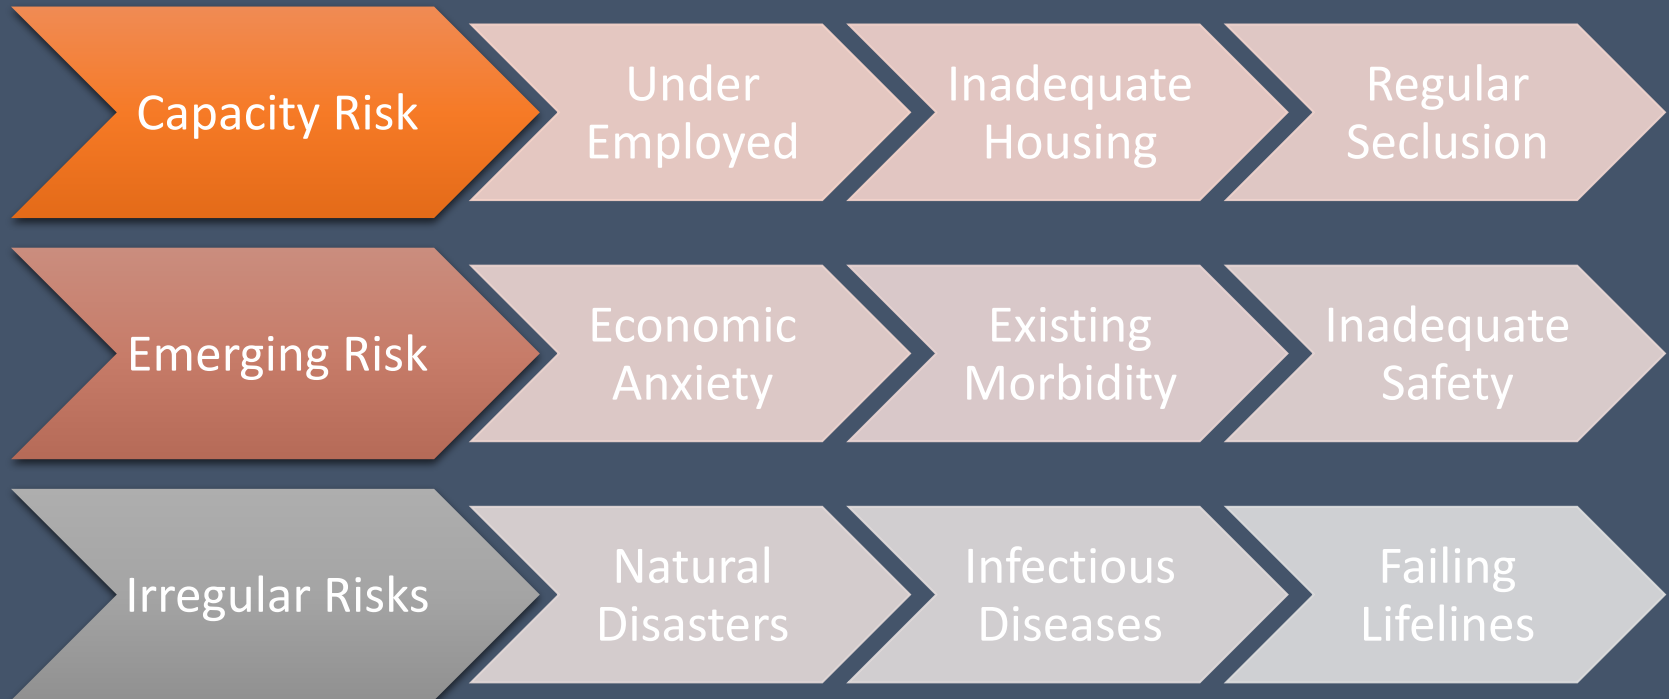 Capacity Risk
Under
Employed
Inadequate
Housing
Regular
Seclusion
Emerging Risk
Economic
Anxiety
Existing
Morbidity
Inadequate
Safety
Irregular Risks
Natural
Disasters
Infectious
Diseases
Failing
Lifelines